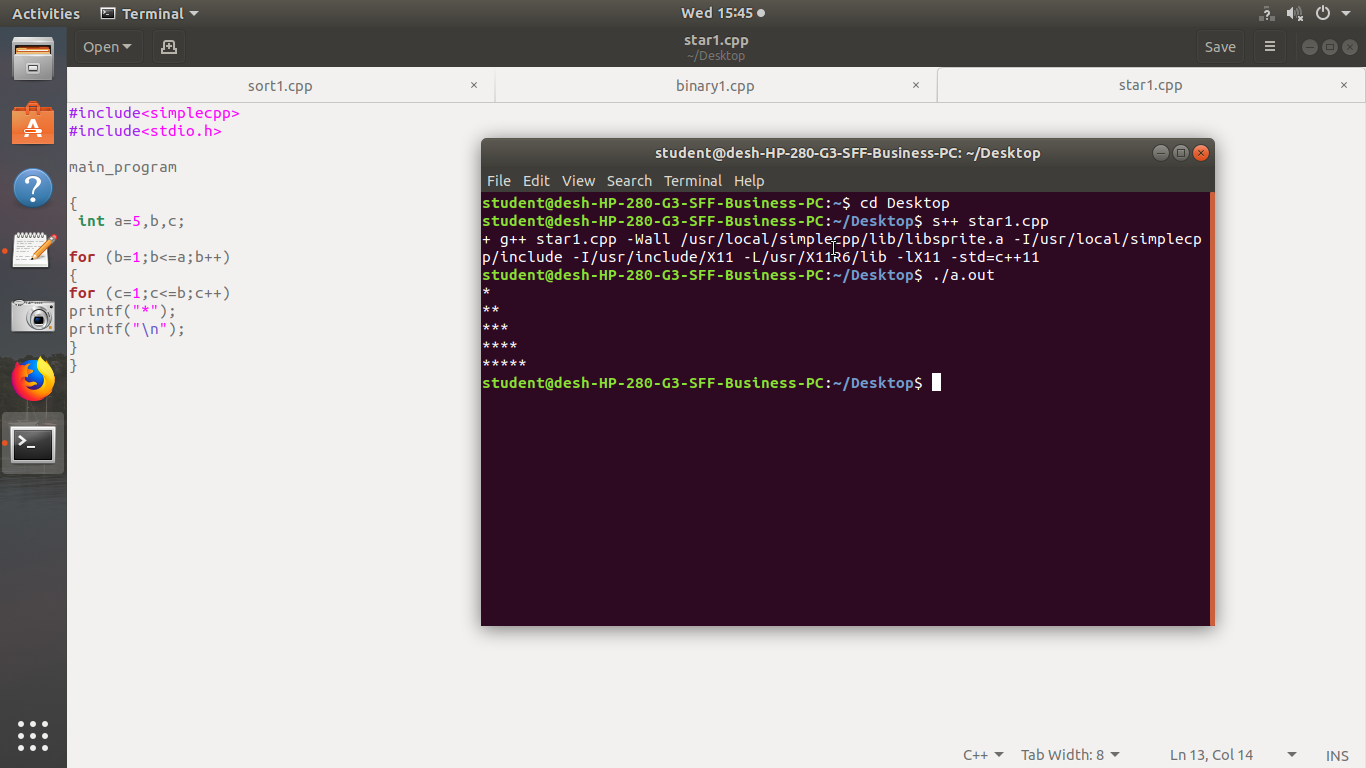 Activities Terminal Wed 15:45
Open star1.cpp Save
~/Desktop
sort1.cpp × binary1.cpp × star1.cpp ×
#include<simplecpp>
#include<stdio.h>
main_program
{
int a=5,b,c;
for (b=1;b<=a;b++)
{
for (c=1;c<=b;c++)
printf("*");
printf("\n");
}
}
student@desh-HP-280-G3-SFF-Business-PC: ~/Desktop
File Edit View Search Terminal Help
student@desh-HP-280-G3-SFF-Business-PC:~$ cd Desktop
student@desh-HP-280-G3-SFF-Business-PC:~/Desktop$ s++ star1.cpp
+ g++ star1.cpp -Wall /usr/local/simplecpp/lib/libsprite.a -I/usr/local/simplecp
p/include -I/usr/include/X11 -L/usr/X11R6/lib -lX11 -std=c++11
student@desh-HP-280-G3-SFF-Business-PC:~/Desktop$ ./a.out
*
**
***
****
*****
student@desh-HP-280-G3-SFF-Business-PC:~/Desktop$
C++ Tab Width: 8 Ln 13, Col 14 INS